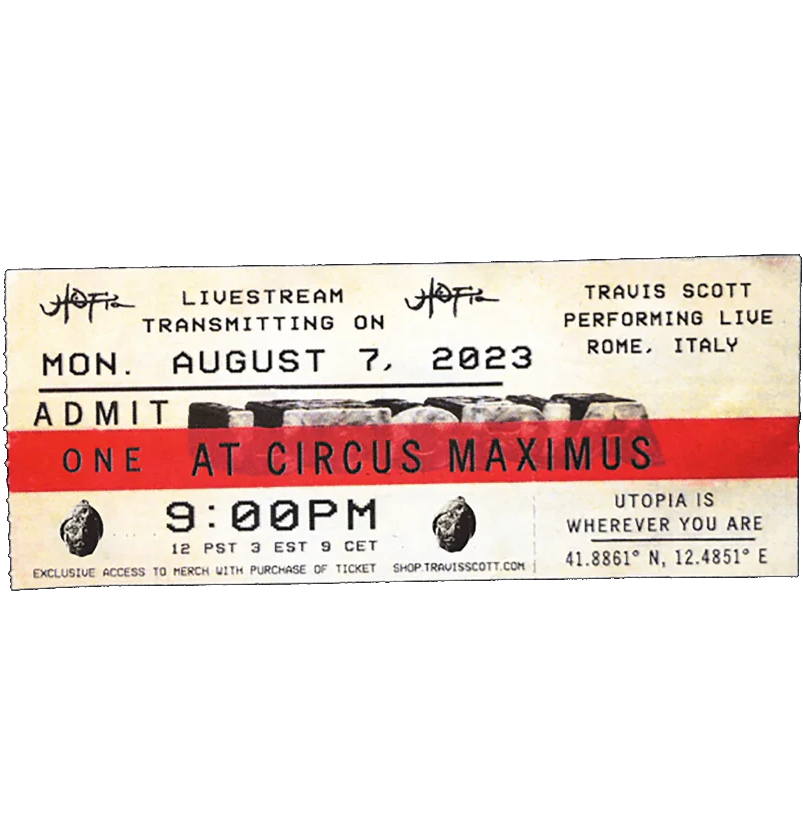 UTOPIA
LIVESTREAM
TRANSMITTING ON
UTOPIA
MON. AUGUST 7, 2023
TRAVIS SCOTT
PERFORMING LIVE
ROME, ITALY
ADMIT
ONE
AT CIRCUS MAXIMUS
9:00PM
12 PST 3 EST 9 CET
EXCLUSIVE ACCESS TO MERCH WITH PURCHASE OF TICKET
SHOP.TRAVISSCOTT.COM
UTOPIA IS
WHEREVER YOU ARE
41.8861° N, 12.4851° E